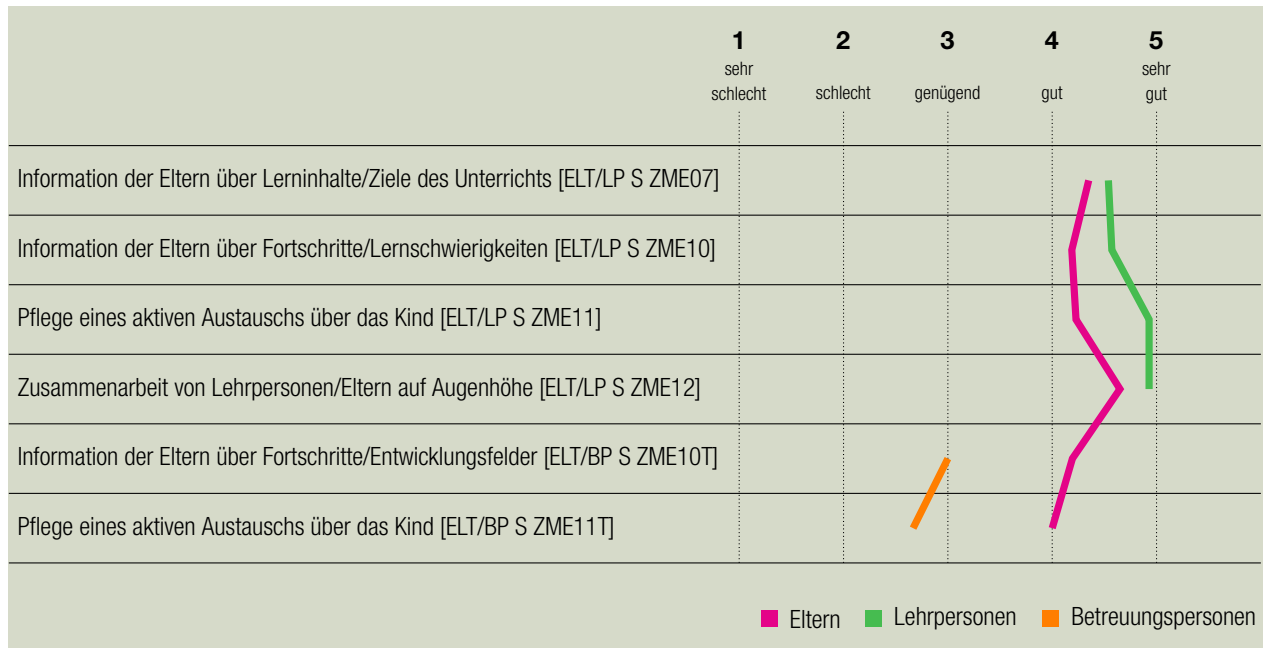 1 2 3 4 5
sehr schlecht schlecht genügend gut sehr gut
Information der Eltern über Lerninhalte/Ziele des Unterrichts [ELT/LP S ZME07]
Information der Eltern über Fortschritte/Lernschwierigkeiten [ELT/LP S ZME10]
Pflege eines aktiven Austauschs über das Kind [ELT/LP S ZME11]
Zusammenarbeit von Lehrpersonen/Eltern auf Augenhöhe [ELT/LP S ZME12]
Information der Eltern über Fortschritte/Entwicklungsfelder [ELT/BP S ZME10T]
Pflege eines aktiven Austauschs über das Kind [ELT/BP S ZME11T]
Eltern Lehrpersonen Betreuungspersonen